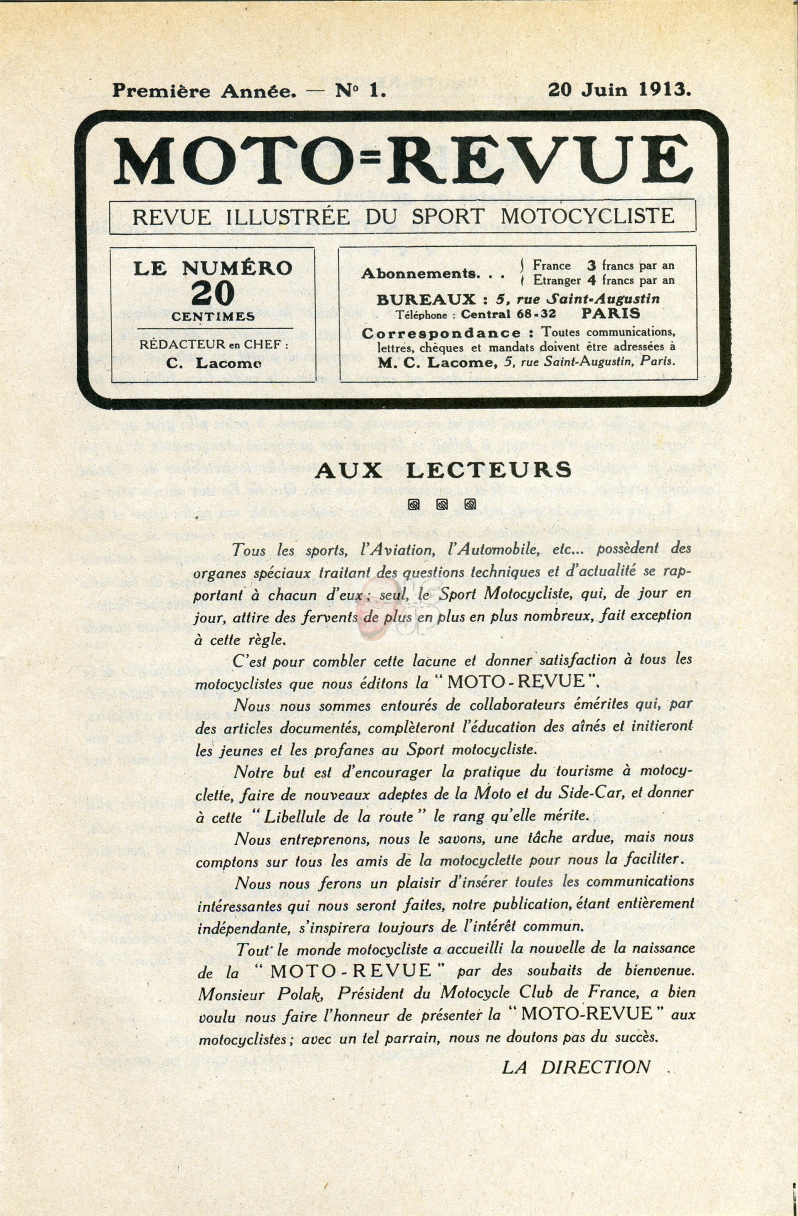 Première Année. — Nº 1. 20 Juin 1913.
MOTO=REVUE
REVUE ILLUSTRÉE DU SPORT MOTOCYCLISTE
LE NUMÉRO
20
CENTIMES
RÉDACTEUR en CHEF :
C. Lacome
Abonnements. . . { France 3 francs par an
Etranger 4 francs par an
BUREAUX : 5, rue Saint-Augustin
Téléphone : Central 68-32 PARIS
Correspondance : Toutes communications,
lettres, chèques et mandats doivent être adressées à
M. C. Lacome, 5, rue Saint-Augustin, Paris.
AUX LECTEURS
Tous les sports, l'Aviation, l'Automobile, etc... possèdent des
organes spéciaux traitant des questions techniques et d'actualité se rap-
portant à chacun d'eux ; seul, le Sport Motocycliste, qui, de jour en
jour, attire des fervents de plus en plus en plus nombreux, fait exception
à cette règle.
C'est pour combler cette lacune et donner satisfaction à tous les
motocyclistes que nous éditons la “ MOTO-REVUE ”.
Nous nous sommes entourés de collaborateurs émérites qui, par
des articles documentés, complèteront l'éducation des aînés et initieront
les jeunes et les profanes au Sport motocycliste.
Notre but est d'encourager la pratique du tourisme à motocy-
clette, faire de nouveaux adeptes de la Moto et du Side-Car, et donner
à cette “ Libellule de la route ” le rang qu'elle mérite.
Nous entreprenons, nous le savons, une tâche ardue, mais nous
comptons sur tous les amis de la motocyclette pour nous la faciliter.
Nous nous ferons un plaisir d'insérer toutes les communications
intéressantes qui nous seront faites, notre publication, étant entièrement
indépendante, s'inspirera toujours de l'intérêt commun.
Tout le monde motocycliste a accueilli la nouvelle de la naissance
de la “ MOTO-REVUE ” par des souhaits de bienvenue.
Monsieur Polak, Président du Motocycle Club de France, a bien
voulu nous faire l'honneur de présenter la “ MOTO-REVUE ” aux
motocyclistes ; avec un tel parrain, nous ne doutons pas du succès.
LA DIRECTION .